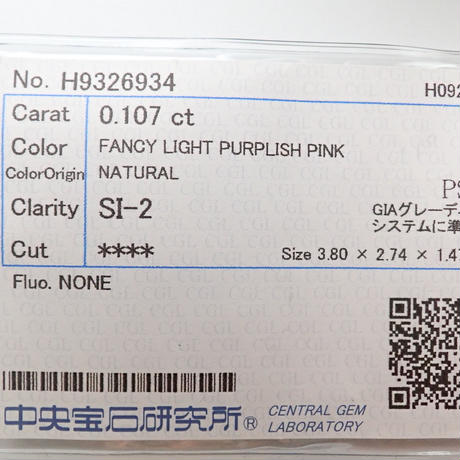 No. H9326934 H092
Carat 0.107 ct
Color FANCY LIGHT PURPLISH PINK
ColorOrigin NATURAL
Clarity SI-2
GIAグレーデ
システムに準
Cut **** Size 3.80 × 2.74 × 1.4
Fluo. NONE
中央宝石研究所® CENTRAL GEM
LABORATORY